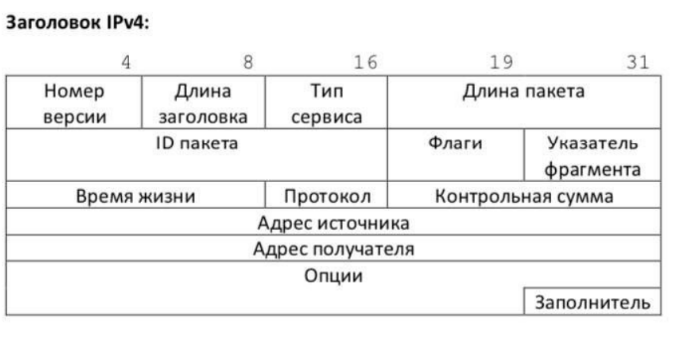 Заголовок IPv4:
4 8 16 19 31
Номер версии Длина заголовка Тип сервиса Длина пакета
ID пакета Флаги Указатель фрагмента
Время жизни Протокол Контрольная сумма
Адрес источника
Адрес получателя
Опции
Заполнитель